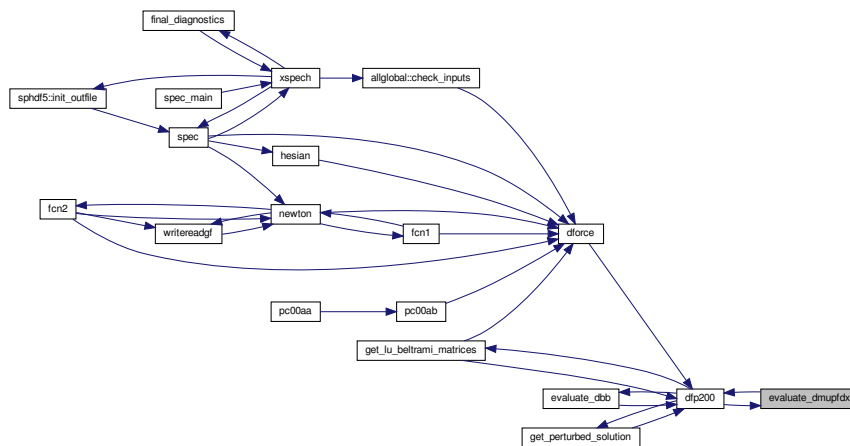 final_diagnostics
xspech
allglobal::check_inputs
sphdf5::init_outfile
spec_main
spec
hesian
fcn2
newton
writereadgf
fcn1
dforce
pc00aa
pc00ab
get_lu_beltrami_matrices
evaluate_dbb
dfp200
evaluate_dmupfdx
get_perturbed_solution